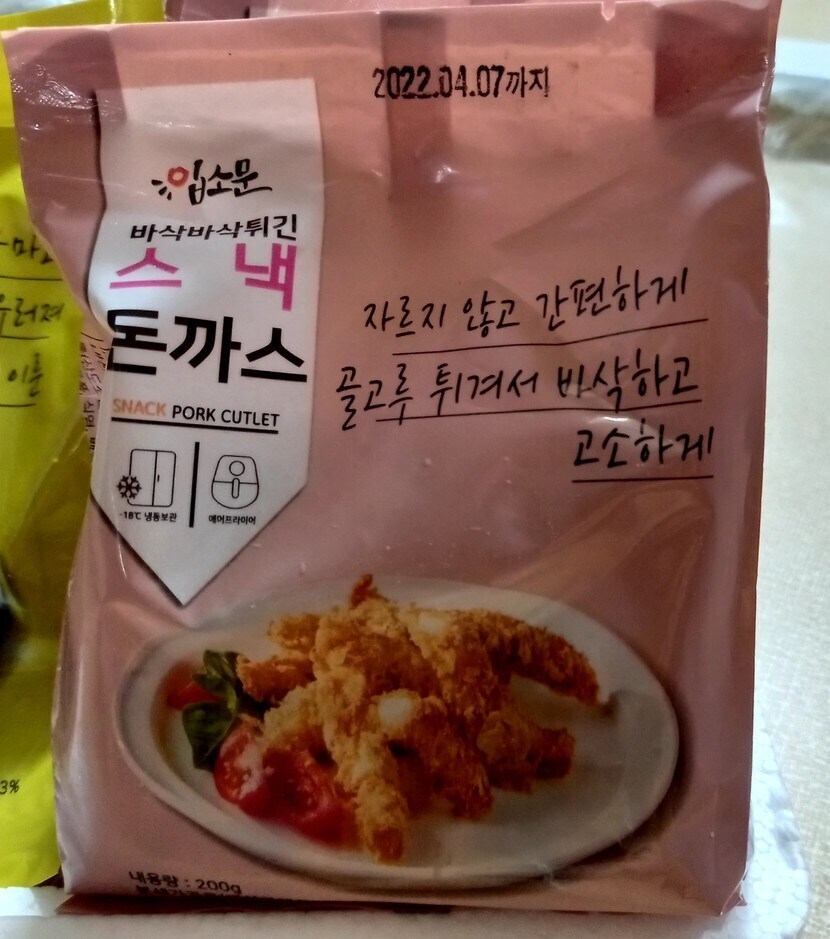 2022.04.07까지
입소문
바삭바삭튀긴
스 낵
돈까스
SNACK PORK CUTLET
-18℃ 냉동보관
에어프라이어
자르지 않고 간편하게
골고루 튀겨서 바삭하고
고소하게
내용량 : 200g
이른
3%